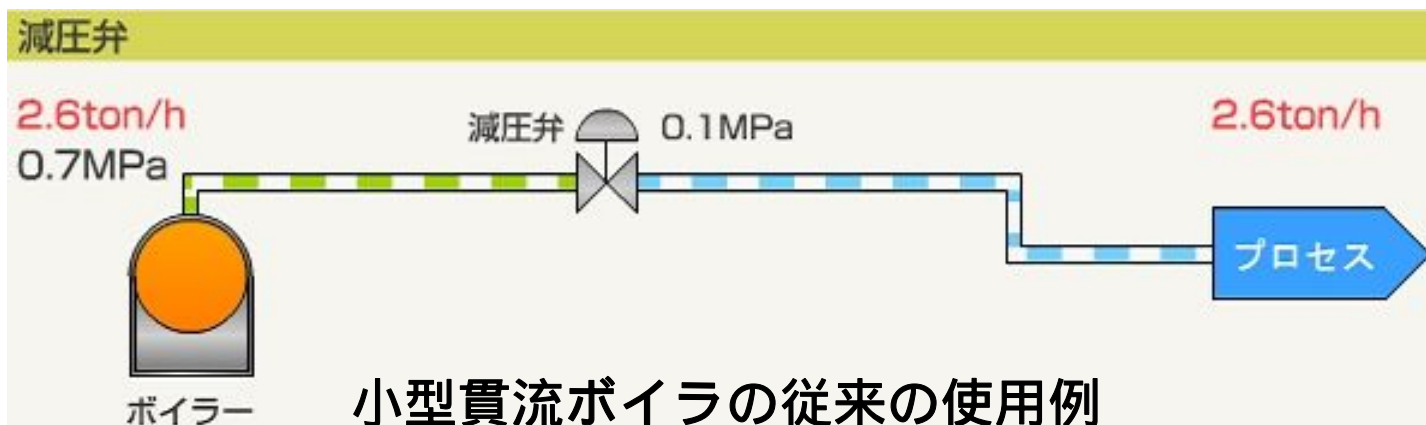 減圧弁
2.6ton/h
0.7MPa
減圧弁
0.1MPa
2.6ton/h
プロセス
ボイラー
小型貫流ボイラの従来の使用例